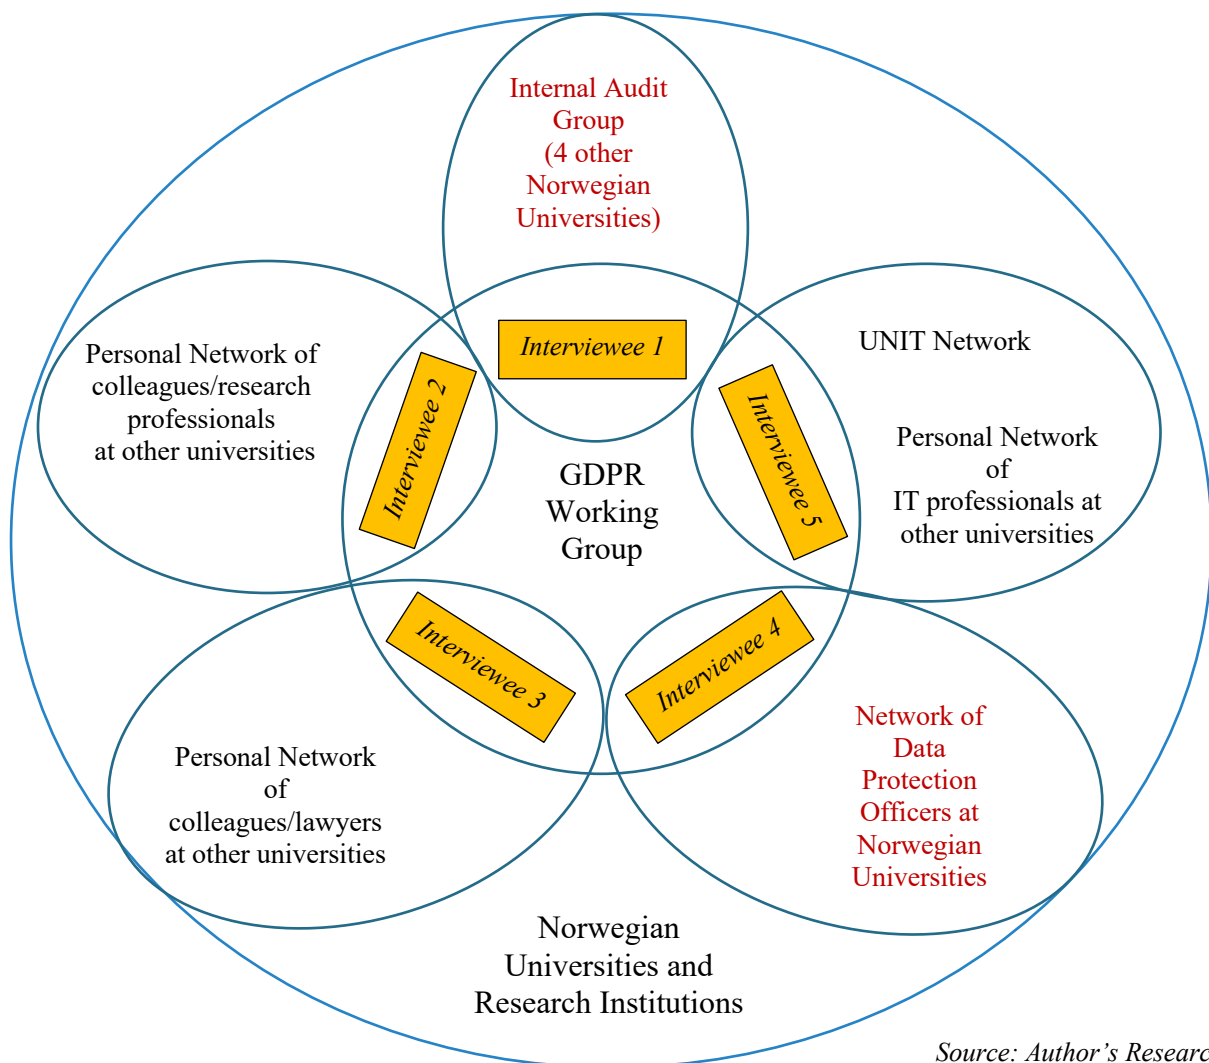 Internal Audit
Group
(4 other
Norwegian
Universities)
Interviewee 1
Personal Network of
colleagues/research
professionals
at other universities
Interviewee 2
UNIT Network
Personal Network
of
IT professionals at
other universities
Interviewee 5
GDPR
Working
Group
Interviewee 3
Interviewee 4
Personal Network
of
colleagues/lawyers
at other universities
Network of
Data
Protection
Officers at
Norwegian
Universities
Norwegian
Universities and
Research Institutions
Source: Author's Researc